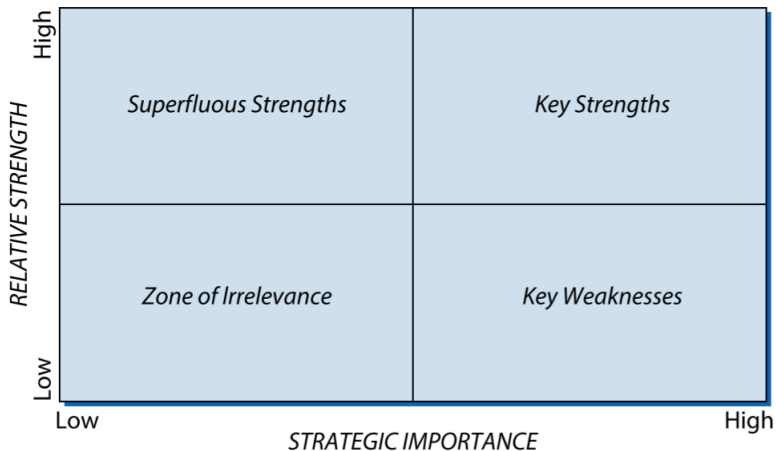 High
Superfluous Strengths
Key Strengths
RELATIVE STRENGTH
Zone of Irrelevance
Key Weaknesses
Low
Low
High
STRATEGIC IMPORTANCE